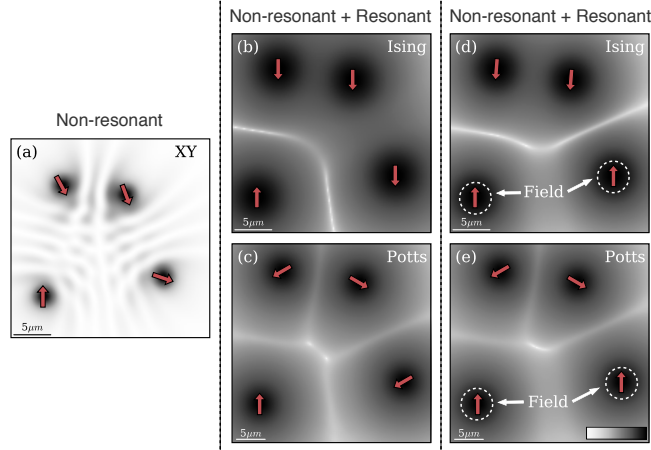 Non-resonant
(a) XY
5μm
Non-resonant + Resonant
(b) Ising
5μm
(c) Potts
5μm
Non-resonant + Resonant
(d) Ising
Field
5μm
(e) Potts
Field
5μm